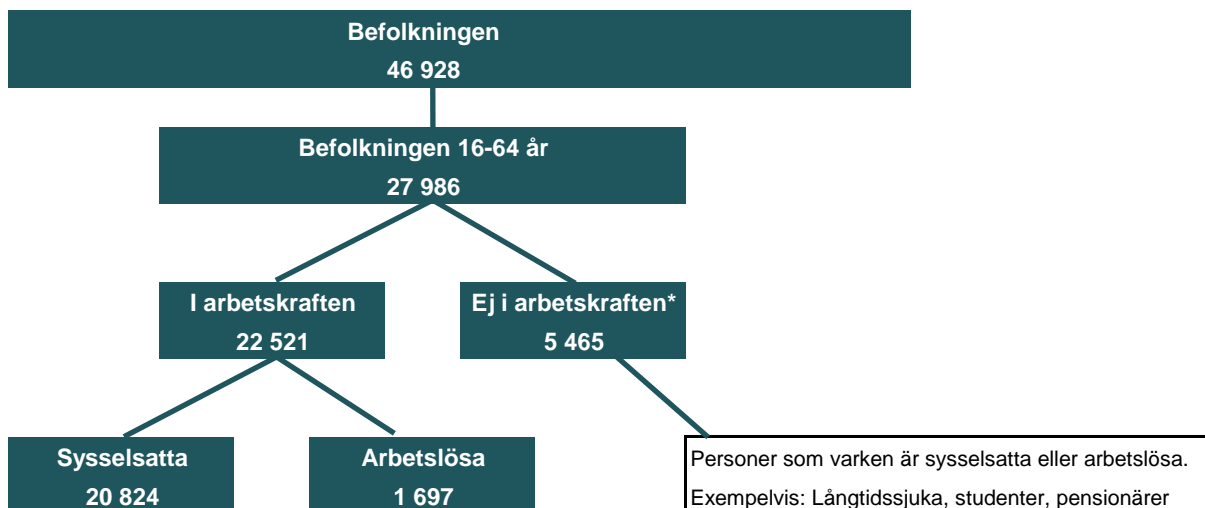 Befolkningen
46 928
Befolkningen 16-64 år
27 986
I arbetskraften
22 521
Ej i arbetskraften*
5 465
Sysselsatta
20 824
Arbetslösa
1 697
Personer som varken är sysselsatta eller arbetslösa.
Exempelvis: Långtidssjuka, studenter, pensionärer